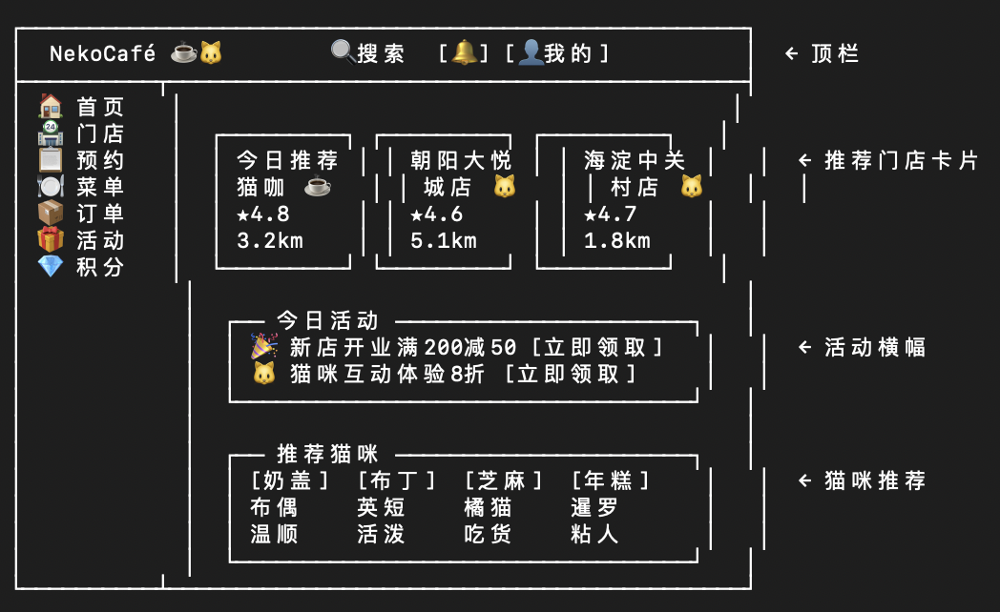 NekoCafé ☕🐱 🔍搜索 [🔔] [👤我的] ← 顶栏
🏠 首页
🏪 门店
📋 预约 今日推荐 朝阳大悦 海淀中关 ← 推荐门店卡片
🍽️ 菜单 猫咖 ☕ 城店 🐱 村店 🐱
📦 订单 ★4.8 ★4.6 ★4.7
🎁 活动 3.2km 5.1km 1.8km
💎 积分
今日活动
🎉 新店开业满200减50 [立即领取] ← 活动横幅
🐱 猫咪互动体验8折 [立即领取]
推荐猫咪
[奶盖] [布丁] [芝麻] [年糕] ← 猫咪推荐
布偶 英短 橘猫 暹罗
温顺 活泼 吃货 粘人